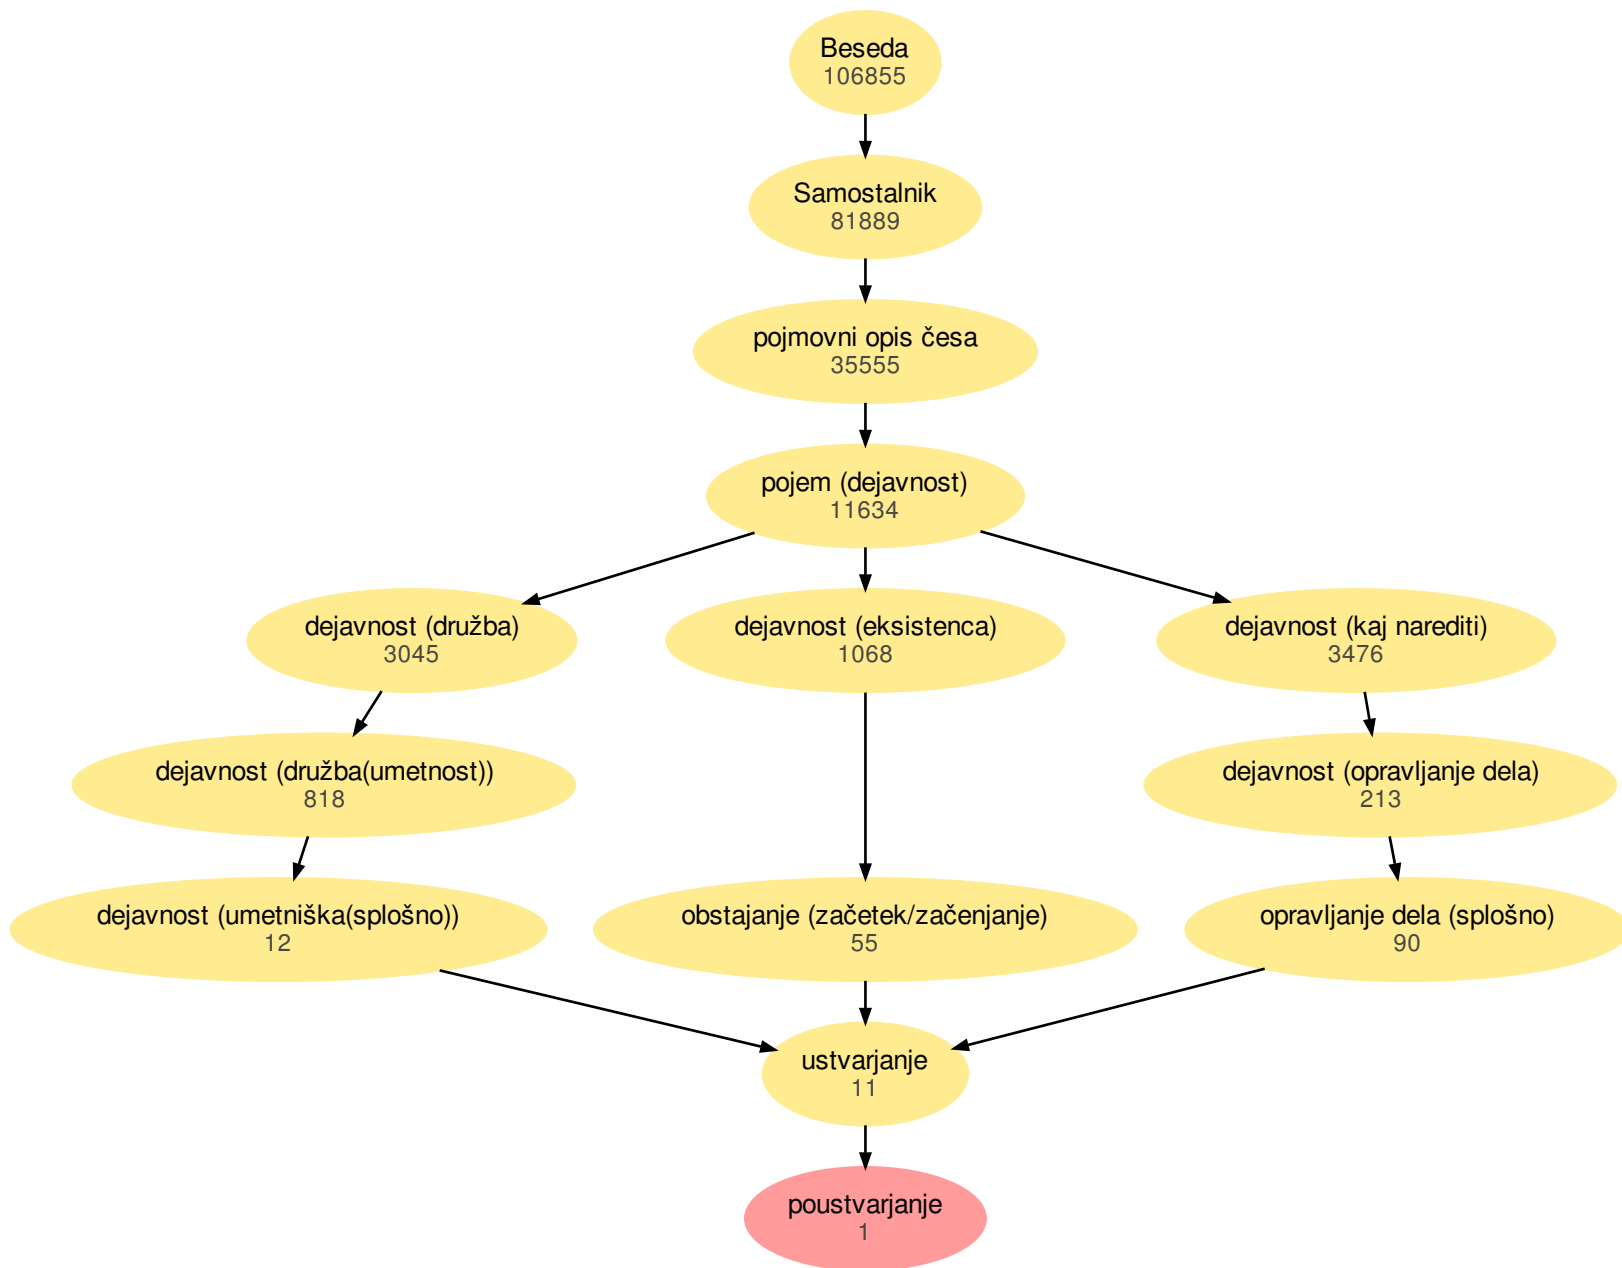 Beseda
106855
Samostalnik
81889
pojmovni opis česa
35555
pojem (dejavnost)
11634
dejavnost (družba)
3045
dejavnost (eksistenca)
1068
dejavnost (kaj narediti)
3476
dejavnost (družba(umetnost))
818
dejavnost (opravljanje dela)
213
dejavnost (umetniška(splošno))
12
obstajanje (začetek/začenjanje)
55
opravljanje dela (splošno)
90
ustvarjanje
11
poustvarjanje
1